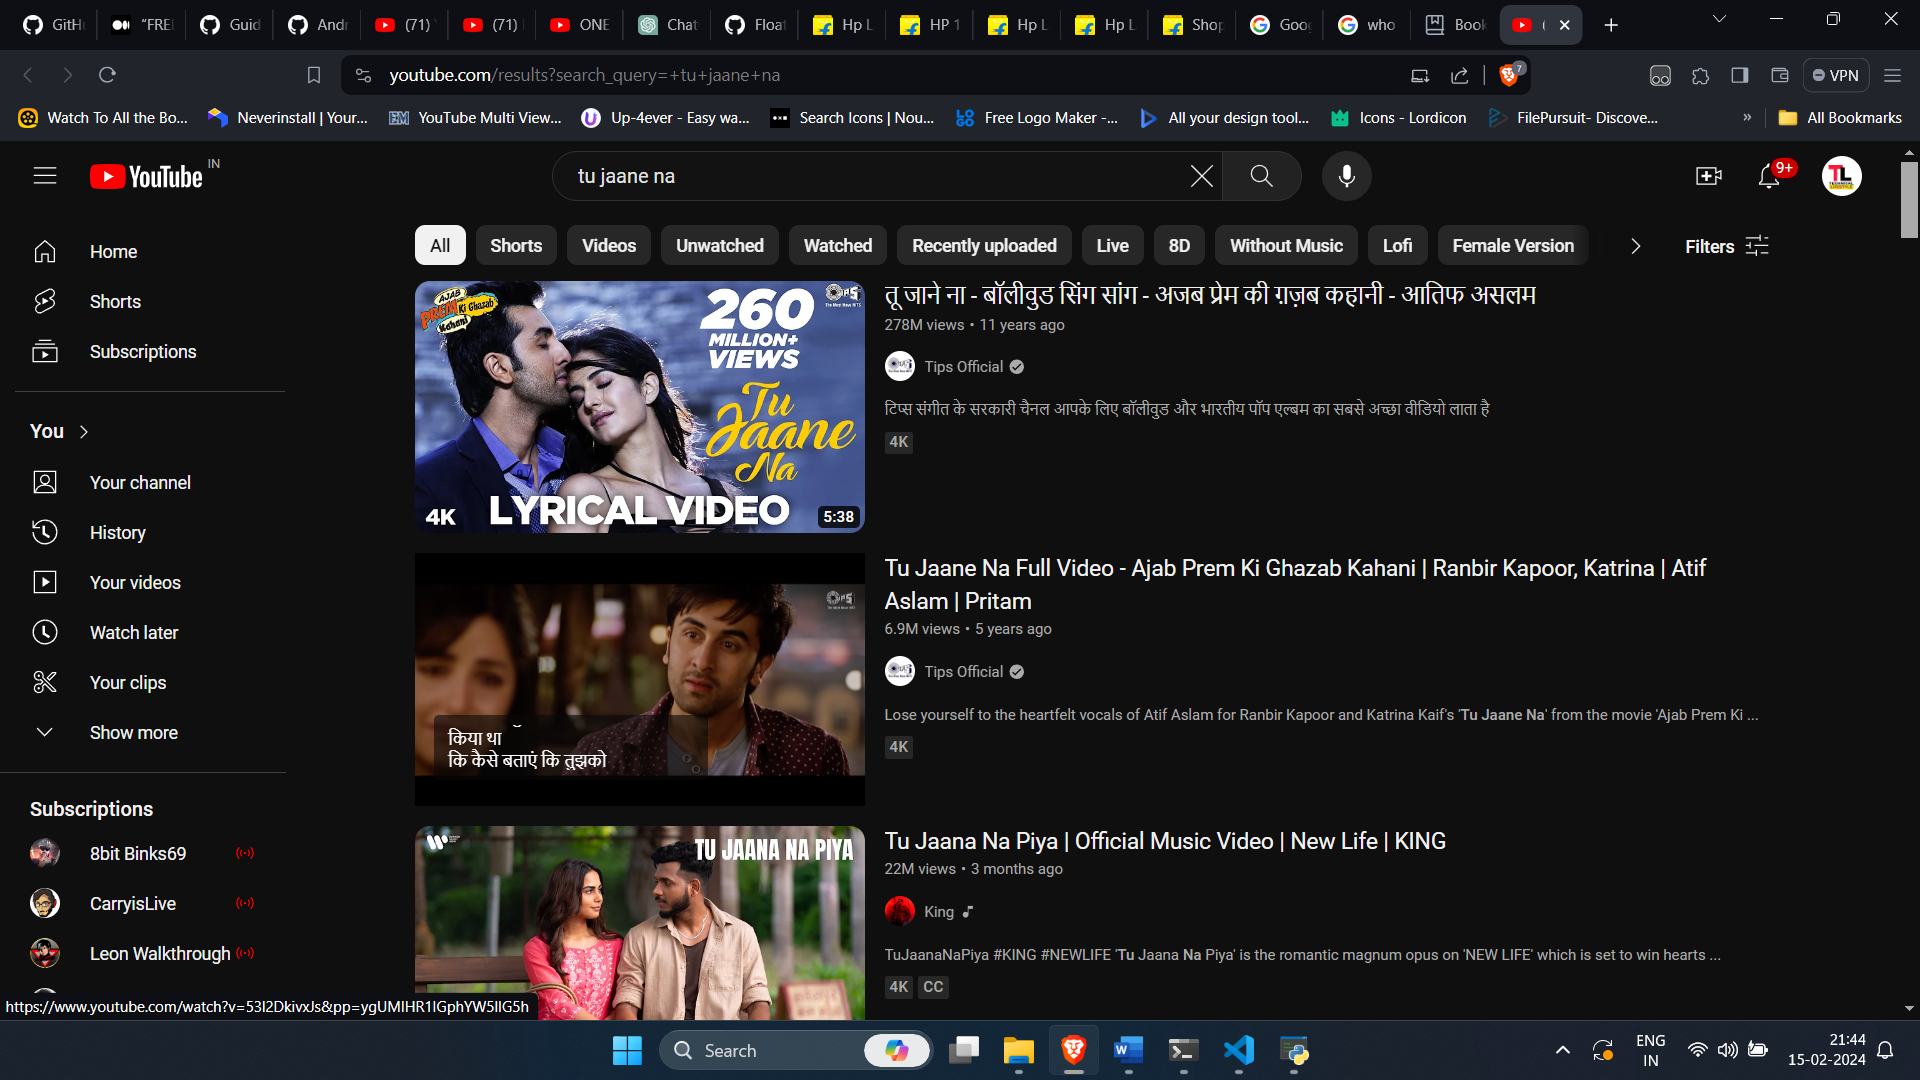 GitHu
"FREE
Guid
Andr
(71) Y
(71) I
ONE
Chat
Float
Hp L
HP 1
Hp L
Hp L
Shop
Goog
who
Book
youtube.com/results?search_query=+tu+jaane+na
7
VPN
Watch To All the Bo...
Neverinstall | Your...
YouTube Multi View...
Up-4ever - Easy wa...
Search Icons | Nou...
Free Logo Maker -...
All your design tool...
Icons - Lordicon
FilePursuit- Discove...
»
All Bookmarks
YouTube IN
tu jaane na
9+
TL
Home
Shorts
Subscriptions
You
Your channel
History
Your videos
Watch later
Your clips
Show more
Subscriptions
8bit Binks69
CarryisLive
Leon Walkthrough
https://www.youtube.com/watch?v=53I2DkivxJs&pp=ygUMIHR1IGphYW5lIG5h
All
Shorts
Videos
Unwatched
Watched
Recently uploaded
Live
8D
Without Music
Lofi
Female Version
Filters
AJAB
PREM Ki GHAZAB
Kahani
260
MILLION+
VIEWS
Tu
Jaane
Na
4K LYRICAL VIDEO
5:38
तू जाने ना - बॉलीवुड सिंग सांग - अजब प्रेम की ग़ज़ब कहानी - आतिफ असलम
278M views • 11 years ago
Tips Official
टिप्स संगीत के सरकारी चैनल आपके लिए बॉलीवुड और भारतीय पॉप एल्बम का सबसे अच्छा वीडियो लाता है
4K
किया था
कि कैसे बताएं कि तुझको
Tu Jaane Na Full Video - Ajab Prem Ki Ghazab Kahani | Ranbir Kapoor, Katrina | Atif
Aslam | Pritam
6.9M views • 5 years ago
Tips Official
Lose yourself to the heartfelt vocals of Atif Aslam for Ranbir Kapoor and Katrina Kaif's 'Tu Jaane Na' from the movie 'Ajab Prem Ki ...
4K
TU JAANA NA PIYA
Tu Jaana Na Piya | Official Music Video | New Life | KING
22M views • 3 months ago
King
TuJaanaNaPiya #KING #NEWLIFE 'Tu Jaana Na Piya' is the romantic magnum opus on 'NEW LIFE' which is set to win hearts ...
4K
CC
Search
ENG
IN
21:44
15-02-2024